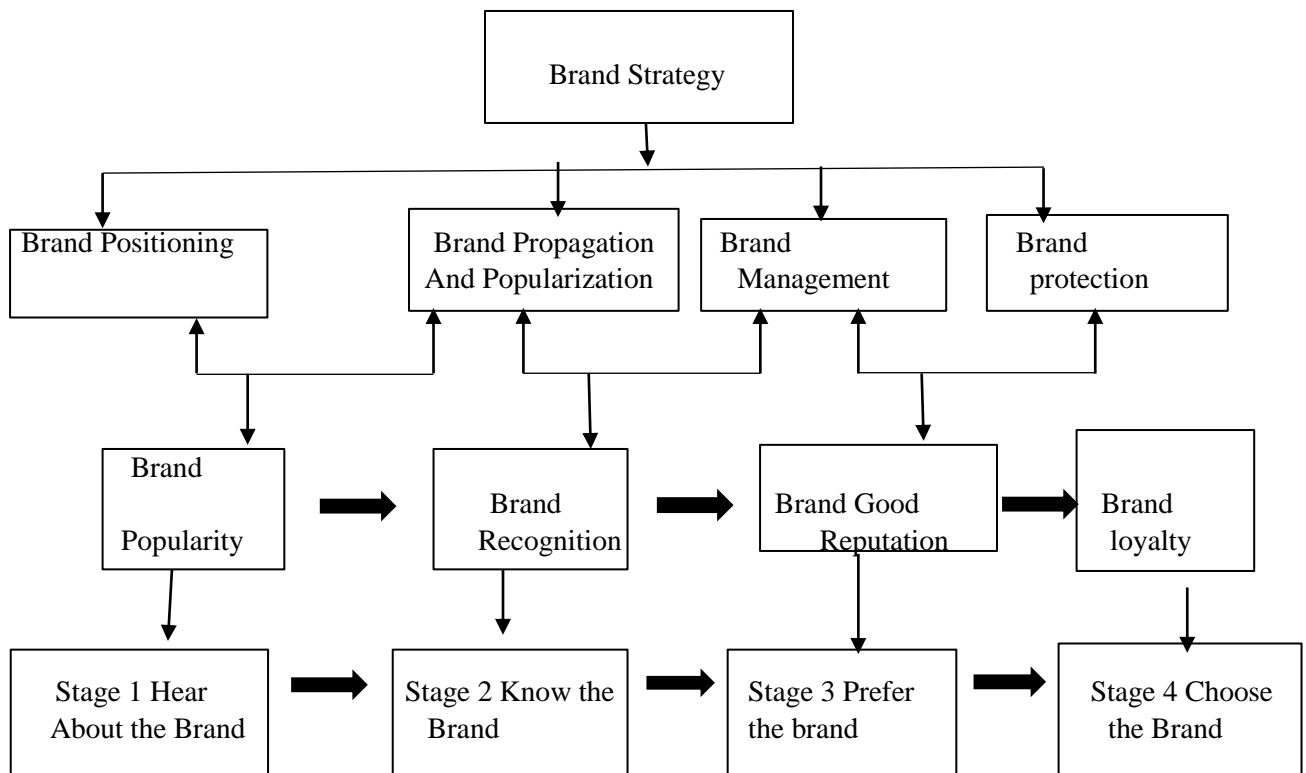 Brand Strategy
Brand Positioning
Brand Propagation
And Popularization
Brand
Management
Brand
protection
Brand
Popularity
Brand
Recognition
Brand Good
Reputation
Brand
loyalty
Stage 1 Hear
About the Brand
Stage 2 Know the
Brand
Stage 3 Prefer
the brand
Stage 4 Choose
the Brand